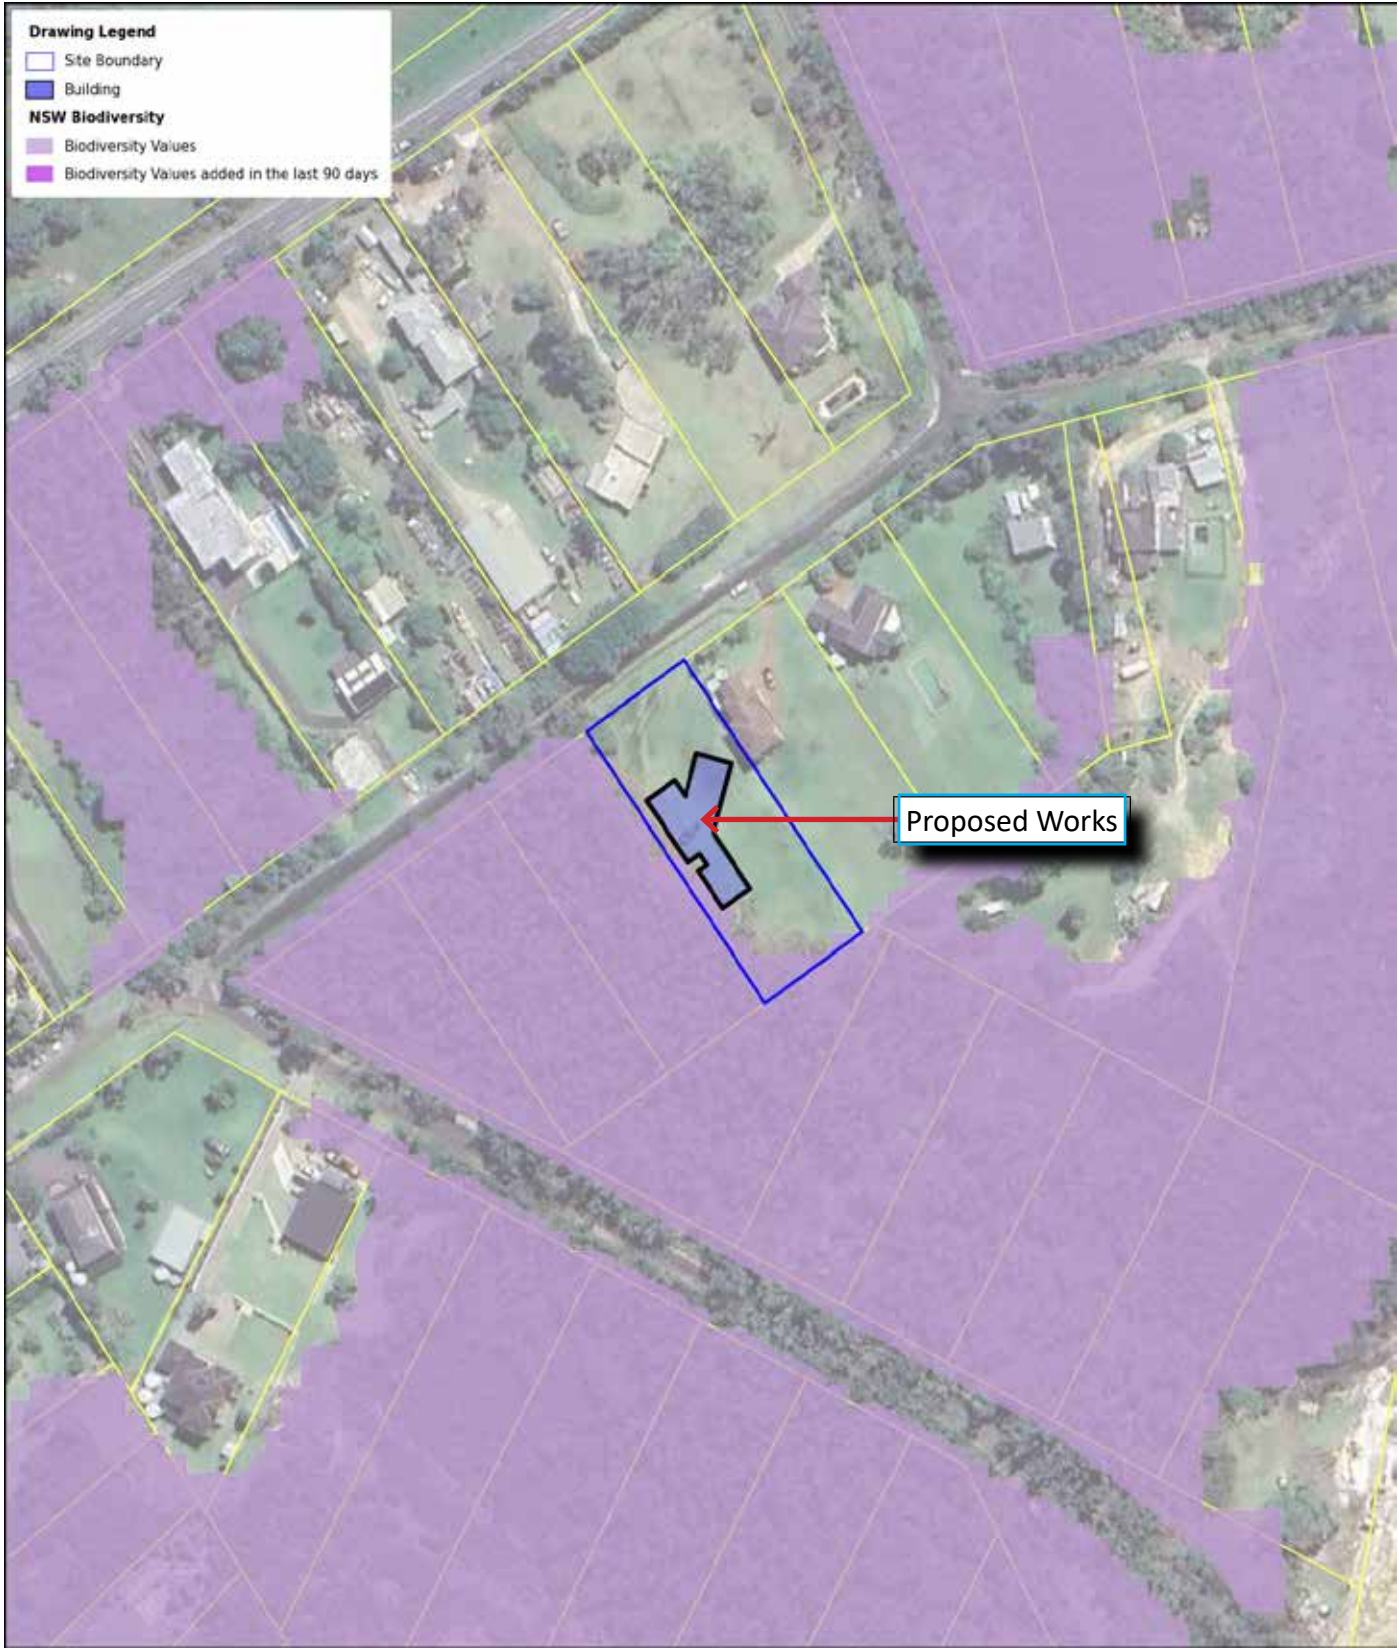 Drawing Legend
Site Boundary
Building
NSW Biodiversity
Biodiversity Values
Biodiversity Values added in the last 90 days
Proposed Works